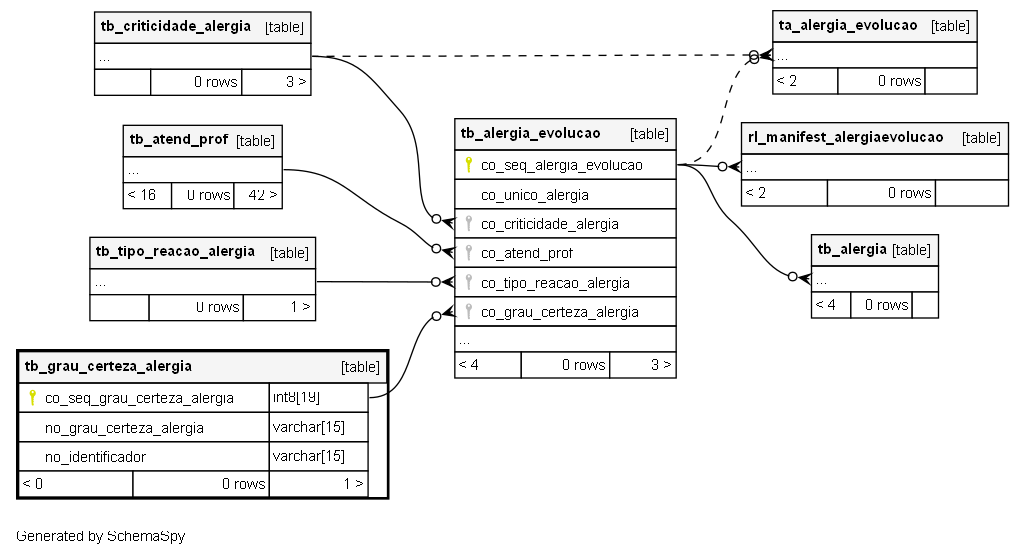 tb_criticidade_alergia [table]
...
0 rows 3 >
tb_atend_prof [table]
...
< 16 0 rows 42 >
tb_tipo_reacao_alergia [table]
...
0 rows 1 >
tb_grau_certeza_alergia [table]
co_seq_grau_certeza_alergia int8[19]
no_grau_certeza_alergia varchar[15]
no_identificador varchar[15]
< 0 0 rows 1 >
tb_alergia_evolucao [table]
co_seq_alergia_evolucao
co_unico_alergia
co_criticidade_alergia
co_atend_prof
co_tipo_reacao_alergia
co_grau_certeza_alergia
...
< 4 0 rows 3 >
ta_alergia_evolucao [table]
...
< 2 0 rows
rl_manifest_alergiaevolucao [table]
...
< 2 0 rows
tb_alergia [table]
...
< 4 0 rows
Generated by SchemaSpy